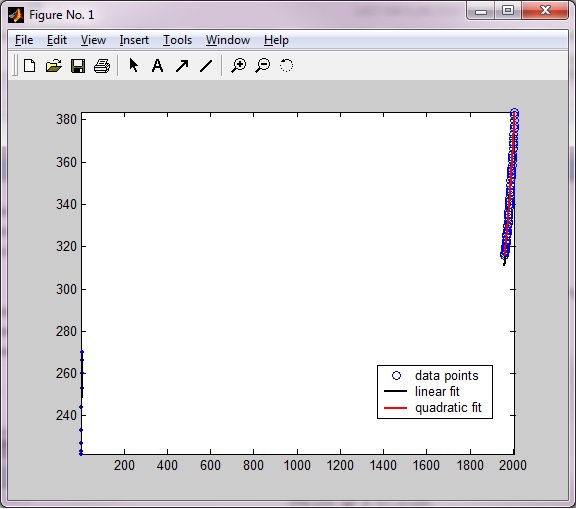 Figure No. 1
File Edit View Insert Tools Window Help
A
380
360
340
320
300
280
260
240
data points
linear fit
quadratic fit
200 400 600 800 1000 1200 1400 1600 1800 2000